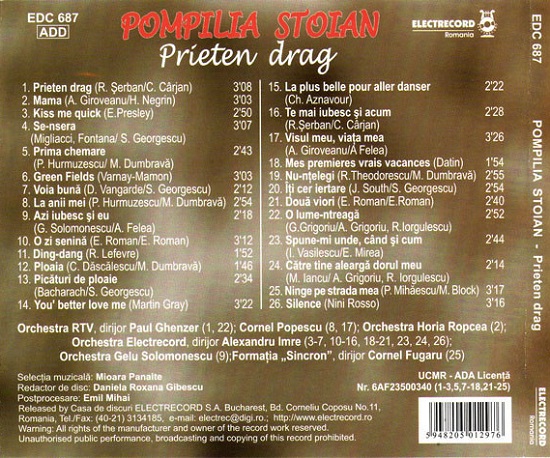 EDC 687
ADD
POMPILIA STOIAN
Prieten drag
ELECTRECORD
Romania
1. Prieten drag (R. Şerban/C. Cârjan) 3'08
2. Mama (A. Giroveanu/H. Negrin) 3'03
3. Kiss me quick (E.Presley) 2'50
4. Se-nsera 3'07
(Migliacci, Fontana/ S. Georgescu)
5. Prima chemare 2'43
(P. Hurmuzescu/ M. Dumbravă)
6. Green Fields (Varnay-Mamon) 3'03
7. Voia bună (D. Vangarde/S. Georgescu) 2'12
8. La anii mei (P. Hurmuzescu/M. Dumbravă) 2'54
9. Azi iubesc şi eu 2'18
(G. Solomonescu/A. Felea)
10. O zi senină (E. Roman/E.Roman) 3'12
11. Ding-dang (R. Lefevre) 1'52
12. Ploaia (C. Dăscălescu/M. Dumbravă) 1'46
13. Picături de ploaie 2'34
(Bacharach/S. Georgescu)
14. You' better love me (Martin Gray) 3'22
15. La plus belle pour aller danser 2'22
(Ch. Aznavour)
16. Te mai iubesc şi acum 2'28
(R.Şerban/C. Cârjan)
17. Visul meu, viaţa mea 3'26
(A. Giroveanu/A Felea)
18. Mes premieres vrais vacances (Datin) 1'54
19. Nu-nţelegi (R.Theodorescu/M. Dumbravă) 2'55
20. Îţi cer iertare (J. South/S. Georgescu) 2'54
21. Două viori (E. Roman/E.Roman) 2'40
22. O lume-ntreagă 2'52
(G.Grigoriu/A. Grigoriu, R.Iorgulescu)
23. Spune-mi unde, când şi cum 2'44
(I. Vasilescu/E. Mirea)
24. Către tine aleargă dorul meu 2'14
(M. Iancu/ A. Grigoriu, R. Iorgulescu)
25. Ninge pe strada mea (P. Mihăescu/M. Block) 3'17
26. Silence (Nini Rosso) 3'16
Orchestra RTV, dirijor Paul Ghenzer (1, 22); Cornel Popescu (8, 17); Orchestra Horia Ropcea (2);
Orchestra Electrecord, dirijor Alexandru Imre (3-7, 10-16, 18-21, 23, 24, 26);
Orchestra Gelu Solomonescu (9);Formaţia „Sincron", dirijor Cornel Fugaru (25)
Selecţia muzicală: Mioara Panaite
Redactor de disc: Daniela Roxana Gibescu
Postprocesare: Emil Mihai
UCMR - ADA Licenţă
Nr. 6AF23500340 (1-3,5,7-18,21-25)
Released by Casa de discuri ELECTRECORD S.A. Bucharest, Bd. Corneliu Coposu No.11,
Romania, tel/fax: (40-21) 3134185, e-mail: electrec@digi.ro; http://www.electrecord.ro
Warning: All rights of the manufacturer and owner of the record work reserved.
Unauthorised public performance, broadcasting and copying of this record prohibited.
5948205012976
EDC 687
POMPILIA STOIAN - Prieten drag
ELECTRECORD
Romania